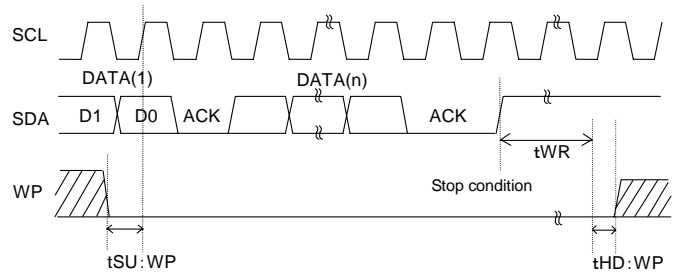 SCL
DATA(1) DATA(n)
SDA D1 D0 ACK ACK
tWR
WP Stop condition
tSU:WP tHD:WP